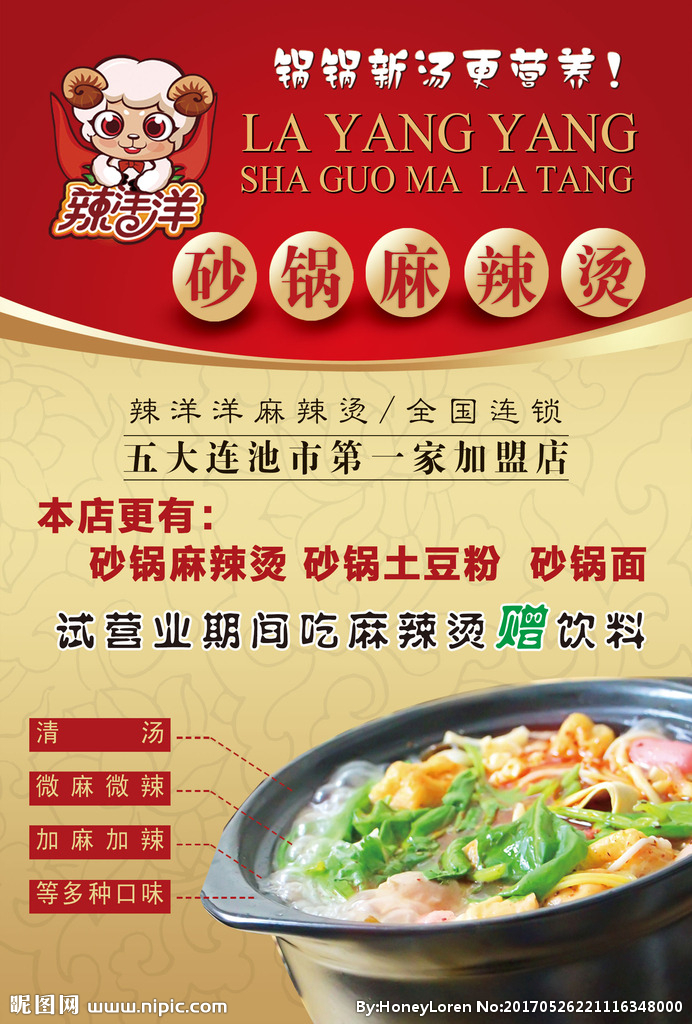 锅锅新汤更营养！
LA YANG YANG
SHA GUO MA LA TANG
辣洋洋
砂锅麻辣烫
辣洋洋麻辣烫/全国连锁
五大连池市第一家加盟店
本店更有：
砂锅麻辣烫 砂锅土豆粉 砂锅面
试营业期间吃麻辣烫赠饮料
清汤
微麻微辣
加麻加辣
等多种口味
昵图网 www.nipic.com
By:HoneyLoren No:20170526221116348000